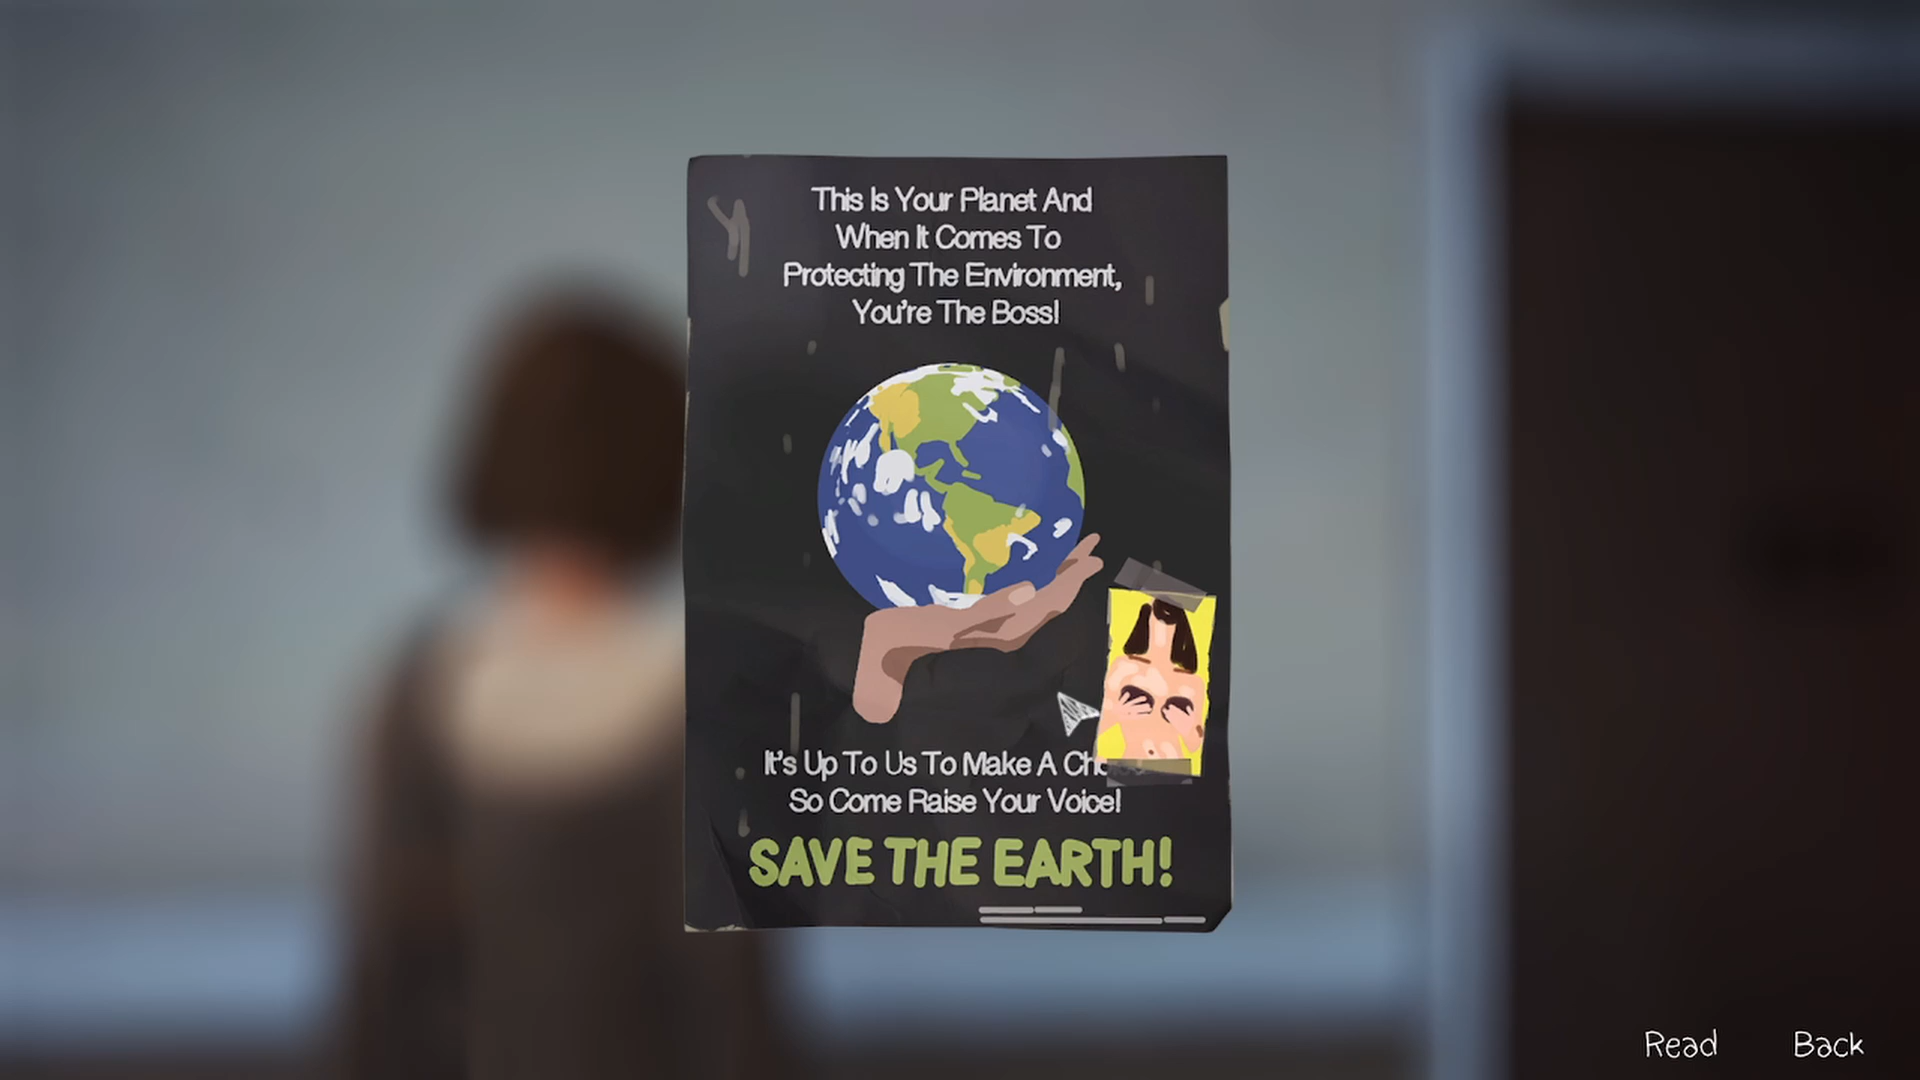 This Is Your Planet And
When It Comes To
Protecting The Environment,
You're The Boss!
It's Up To Us To Make A
So Come Raise Your Voice!
SAVE THE EARTH!
Read
Back